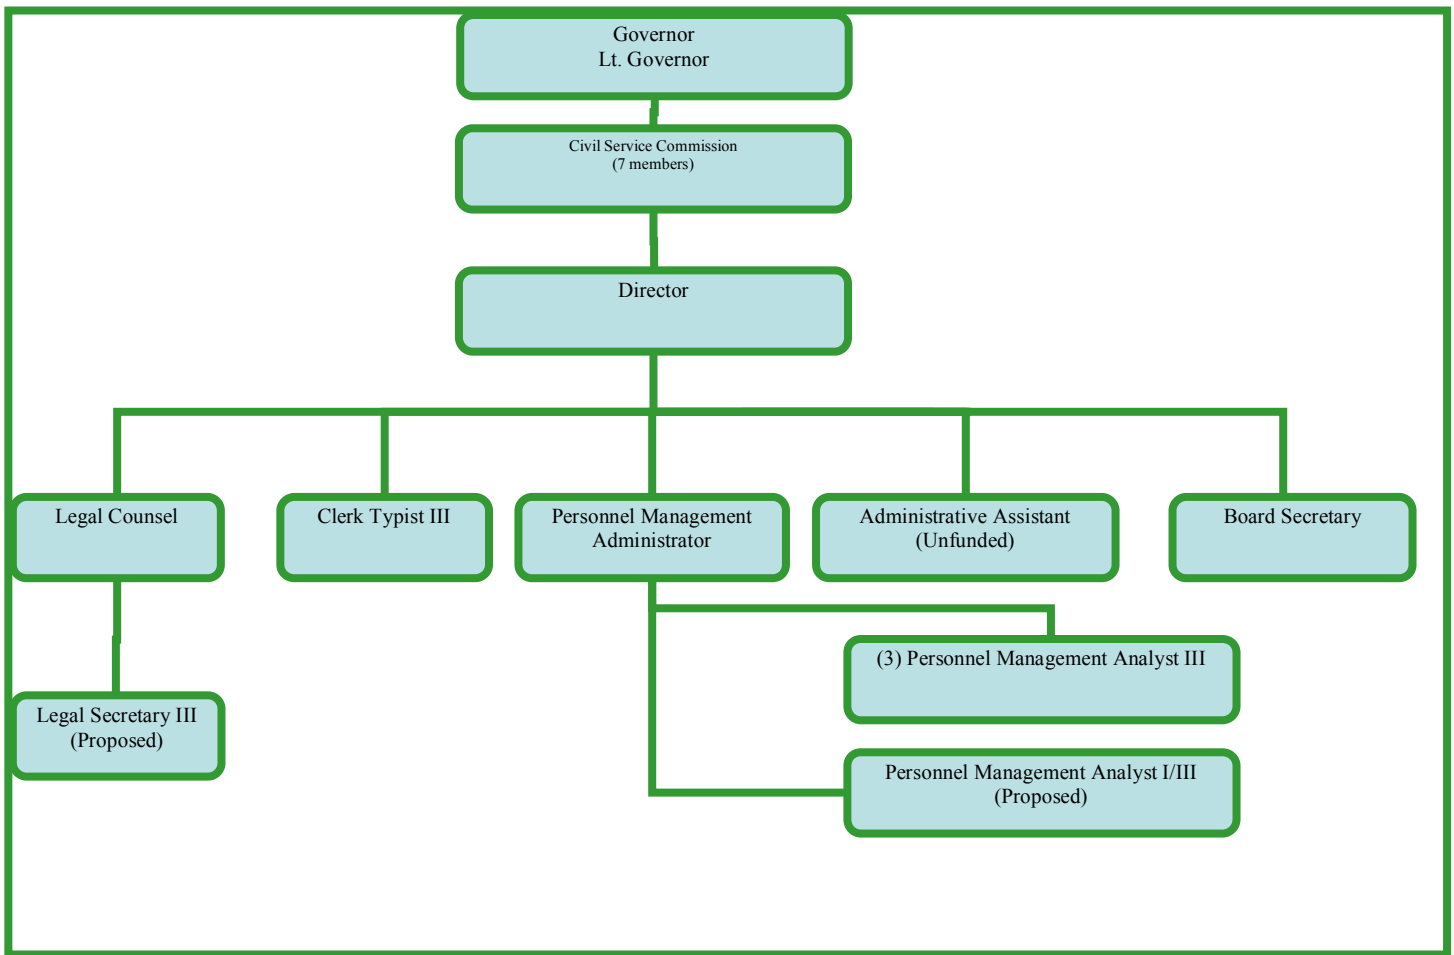 Governor
Lt. Governor
Civil Service Commission
(7 members)
Director
Legal Counsel
Clerk Typist III
Personnel Management
Administrator
Administrative Assistant
(Unfunded)
Board Secretary
(3) Personnel Management Analyst III
Legal Secretary III
(Proposed)
Personnel Management Analyst I/III
(Proposed)